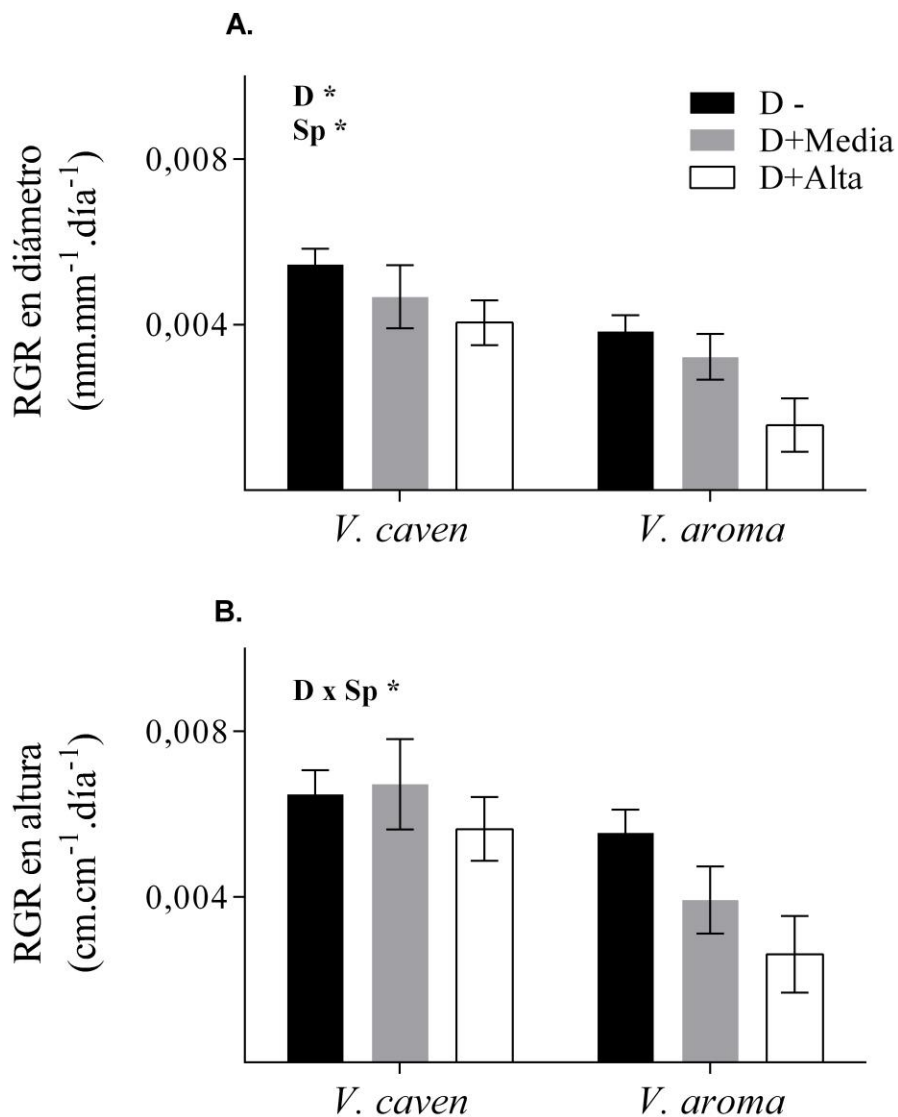 A.
D *
Sp *
D -
D+Media
D+Alta
RGR en diámetro
(mm.mm⁻¹.día⁻¹)
0,008
0,004
V. caven
V. aroma
B.
D x Sp *
RGR en altura
(cm.cm⁻¹.día⁻¹)
0,008
0,004
V. caven
V. aroma